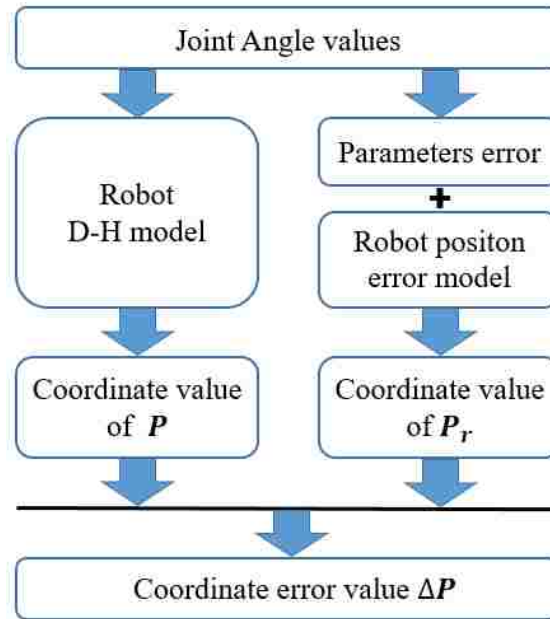 Joint Angle values
Robot
D-H model
Parameters error
+
Robot positon
error model
Coordinate value
of P
Coordinate value
of Pᵣ
Coordinate error value ΔP